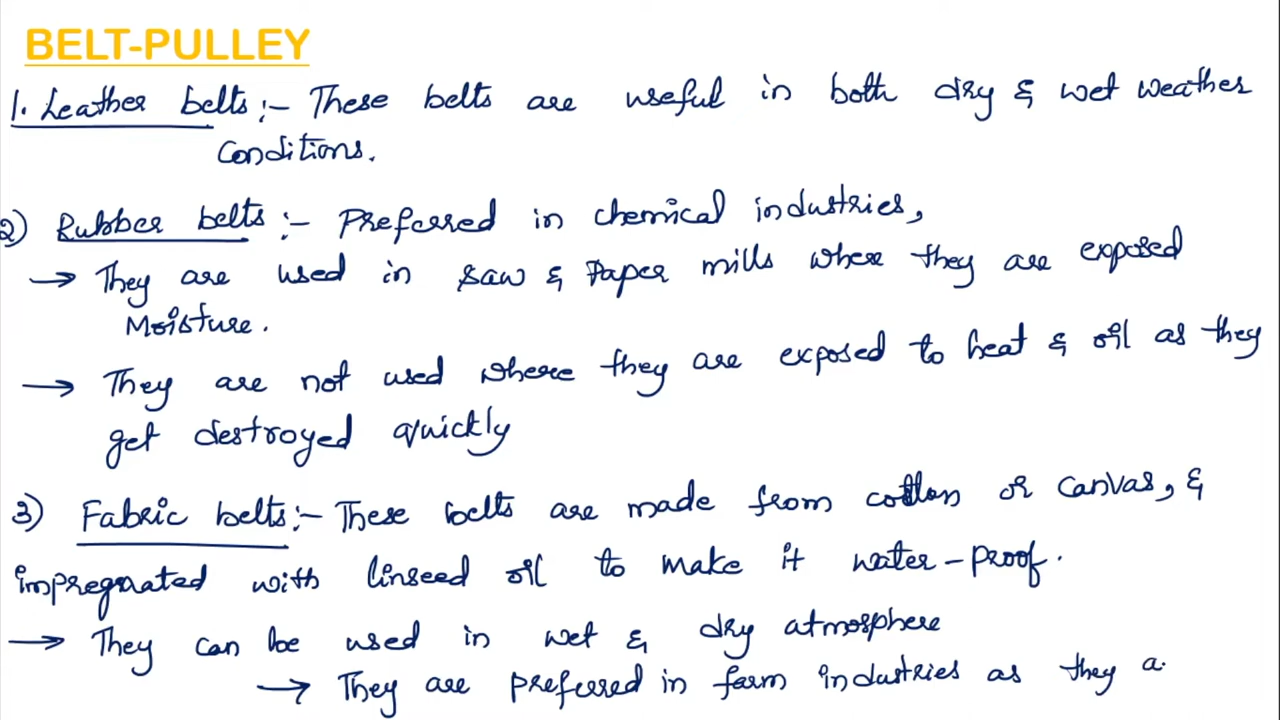 BELT-PULLEY
1. Leather belts :- These belts are useful in both dry & wet weather
conditions.
2) Rubber belts :- Preferred in chemical industries,
→ They are used in saw & Paper mills where they are exposed
Moisture.
→ They are not used where they are exposed to heat & oil as they
get destroyed quickly
3) Fabric belts :- These belts are made from cotton or canvas, &
impregnated with linseed oil to make it water-proof.
→ They can be used in wet & dry atmosphere
→ They are preferred in farm industries as they a